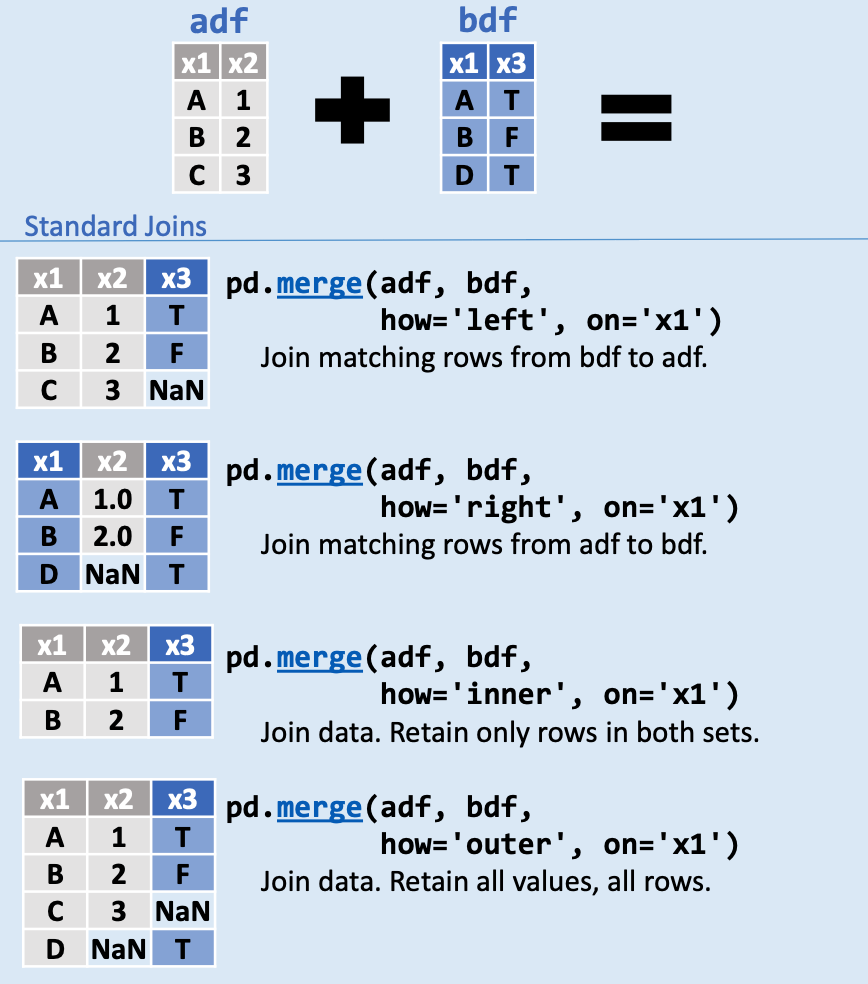 adf bdf
x1 x2 x1 x3
A 1 A T
B 2 B F
C 3 D T
Standard Joins
x1 x2 x3
A 1 T
B 2 F
C 3 NaN
pd.merge(adf, bdf,
how='left', on='x1')
Join matching rows from bdf to adf.
x1 x2 x3
A 1.0 T
B 2.0 F
D NaN T
pd.merge(adf, bdf,
how='right', on='x1')
Join matching rows from adf to bdf.
x1 x2 x3
A 1 T
B 2 F
pd.merge(adf, bdf,
how='inner', on='x1')
Join data. Retain only rows in both sets.
x1 x2 x3
A 1 T
B 2 F
C 3 NaN
D NaN T
pd.merge(adf, bdf,
how='outer', on='x1')
Join data. Retain all values, all rows.